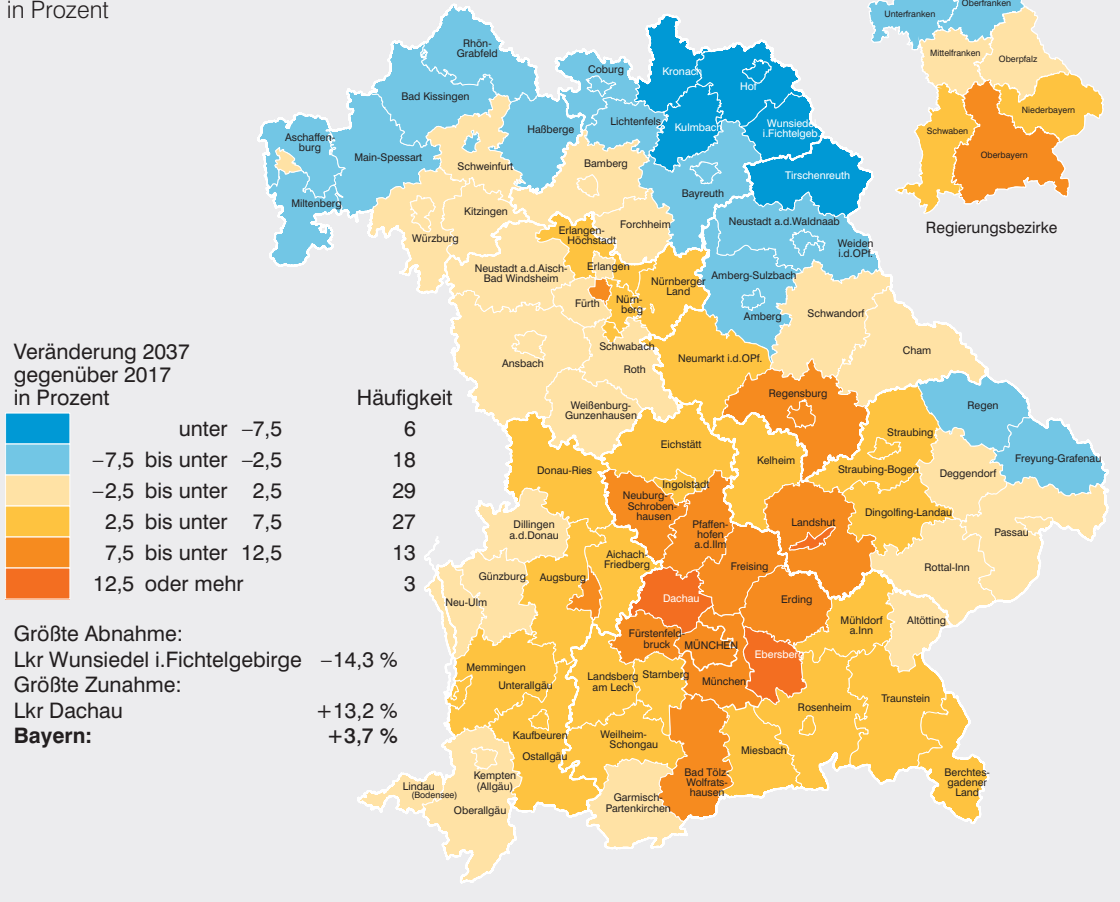 in Prozent
Unterfranken
Oberfranken
Mittelfranken
Oberpfalz
Niederbayern
Schwaben
Oberbayern
Regierungsbezirke
Rhön-
Grabfeld
Coburg
Kronach
Hof
Bad Kissingen
Lichtenfels
Kulmbach
Wunsiedel
i.Fichtelgeb.
Haßberge
Aschaffen-
burg
Main-Spessart
Schweinfurt
Bamberg
Tirschenreuth
Bayreuth
Miltenberg
Kitzingen
Würzburg
Forchheim
Erlangen-
Höchstadt
Neustadt a.d.Waldnaab
Weiden
i.d.OPf.
Neustadt a.d.Aisch-
Bad Windsheim
Erlangen
Nürnberger
Land
Amberg-Sulzbach
Fürth
Nürn-
berg
Amberg
Schwandorf
Ansbach
Schwabach
Roth
Neumarkt i.d.OPf.
Cham
Weißenburg-
Gunzenhausen
Regensburg
Regen
Veränderung 2037
gegenüber 2017
in Prozent
Häufigkeit
unter −7,5 6
−7,5 bis unter −2,5 18
−2,5 bis unter 2,5 29
2,5 bis unter 7,5 27
7,5 bis unter 12,5 13
12,5 oder mehr 3
Größte Abnahme:
Lkr Wunsiedel i.Fichtelgebirge −14,3 %
Größte Zunahme:
Lkr Dachau +13,2 %
Bayern: +3,7 %
Eichstätt
Straubing
Freyung-Grafenau
Donau-Ries
Kelheim
Straubing-Bogen
Deggendorf
Ingolstadt
Neuburg-
Schroben-
hausen
Dingolfing-Landau
Dillingen
a.d.Donau
Pfaffen-
hofen
a.d.Ilm
Landshut
Passau
Aichach-
Friedberg
Freising
Rottal-Inn
Günzburg
Augsburg
Neu-Ulm
Dachau
Erding
Mühldorf
a.Inn
Altötting
Fürstenfeld-
bruck
MÜNCHEN
Ebersberg
Memmingen
Unterallgäu
Landsberg
am Lech
Starnberg
München
Rosenheim
Traunstein
Kaufbeuren
Ostallgäu
Weilheim-
Schongau
Miesbach
Lindau
(Bodensee)
Kempten
(Allgäu)
Oberallgäu
Garmisch-
Partenkirchen
Bad Tölz-
Wolfrats-
hausen
Berchtes-
gadener
Land